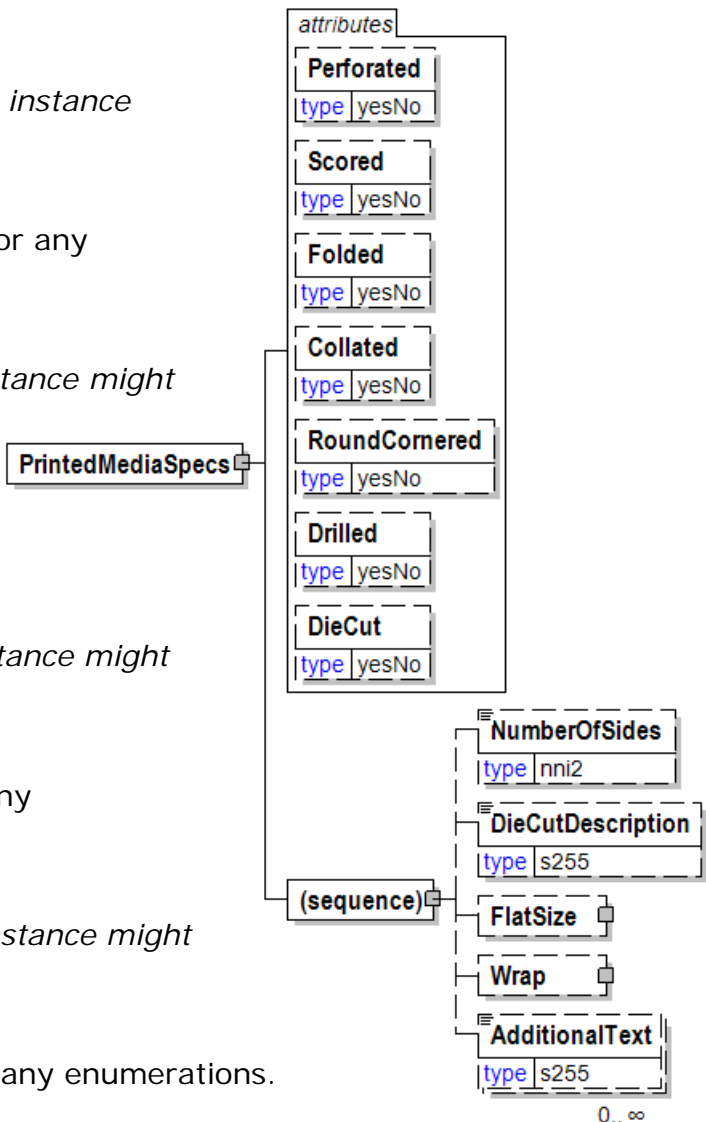 attributes
Perforated
type yesNo
instance
Scored
type yesNo
or any
Folded
type yesNo
Collated
tance might
type yesNo
RoundCornered
PrintedMediaSpecs
type yesNo
Drilled
type yesNo
DieCut
tance might
type yesNo
NumberOfSides
type nni2
ny
DieCutDescription
type s255
(sequence)
FlatSize
nstance might
Wrap
AdditionalText
any enumerations.
type s255
0..∞